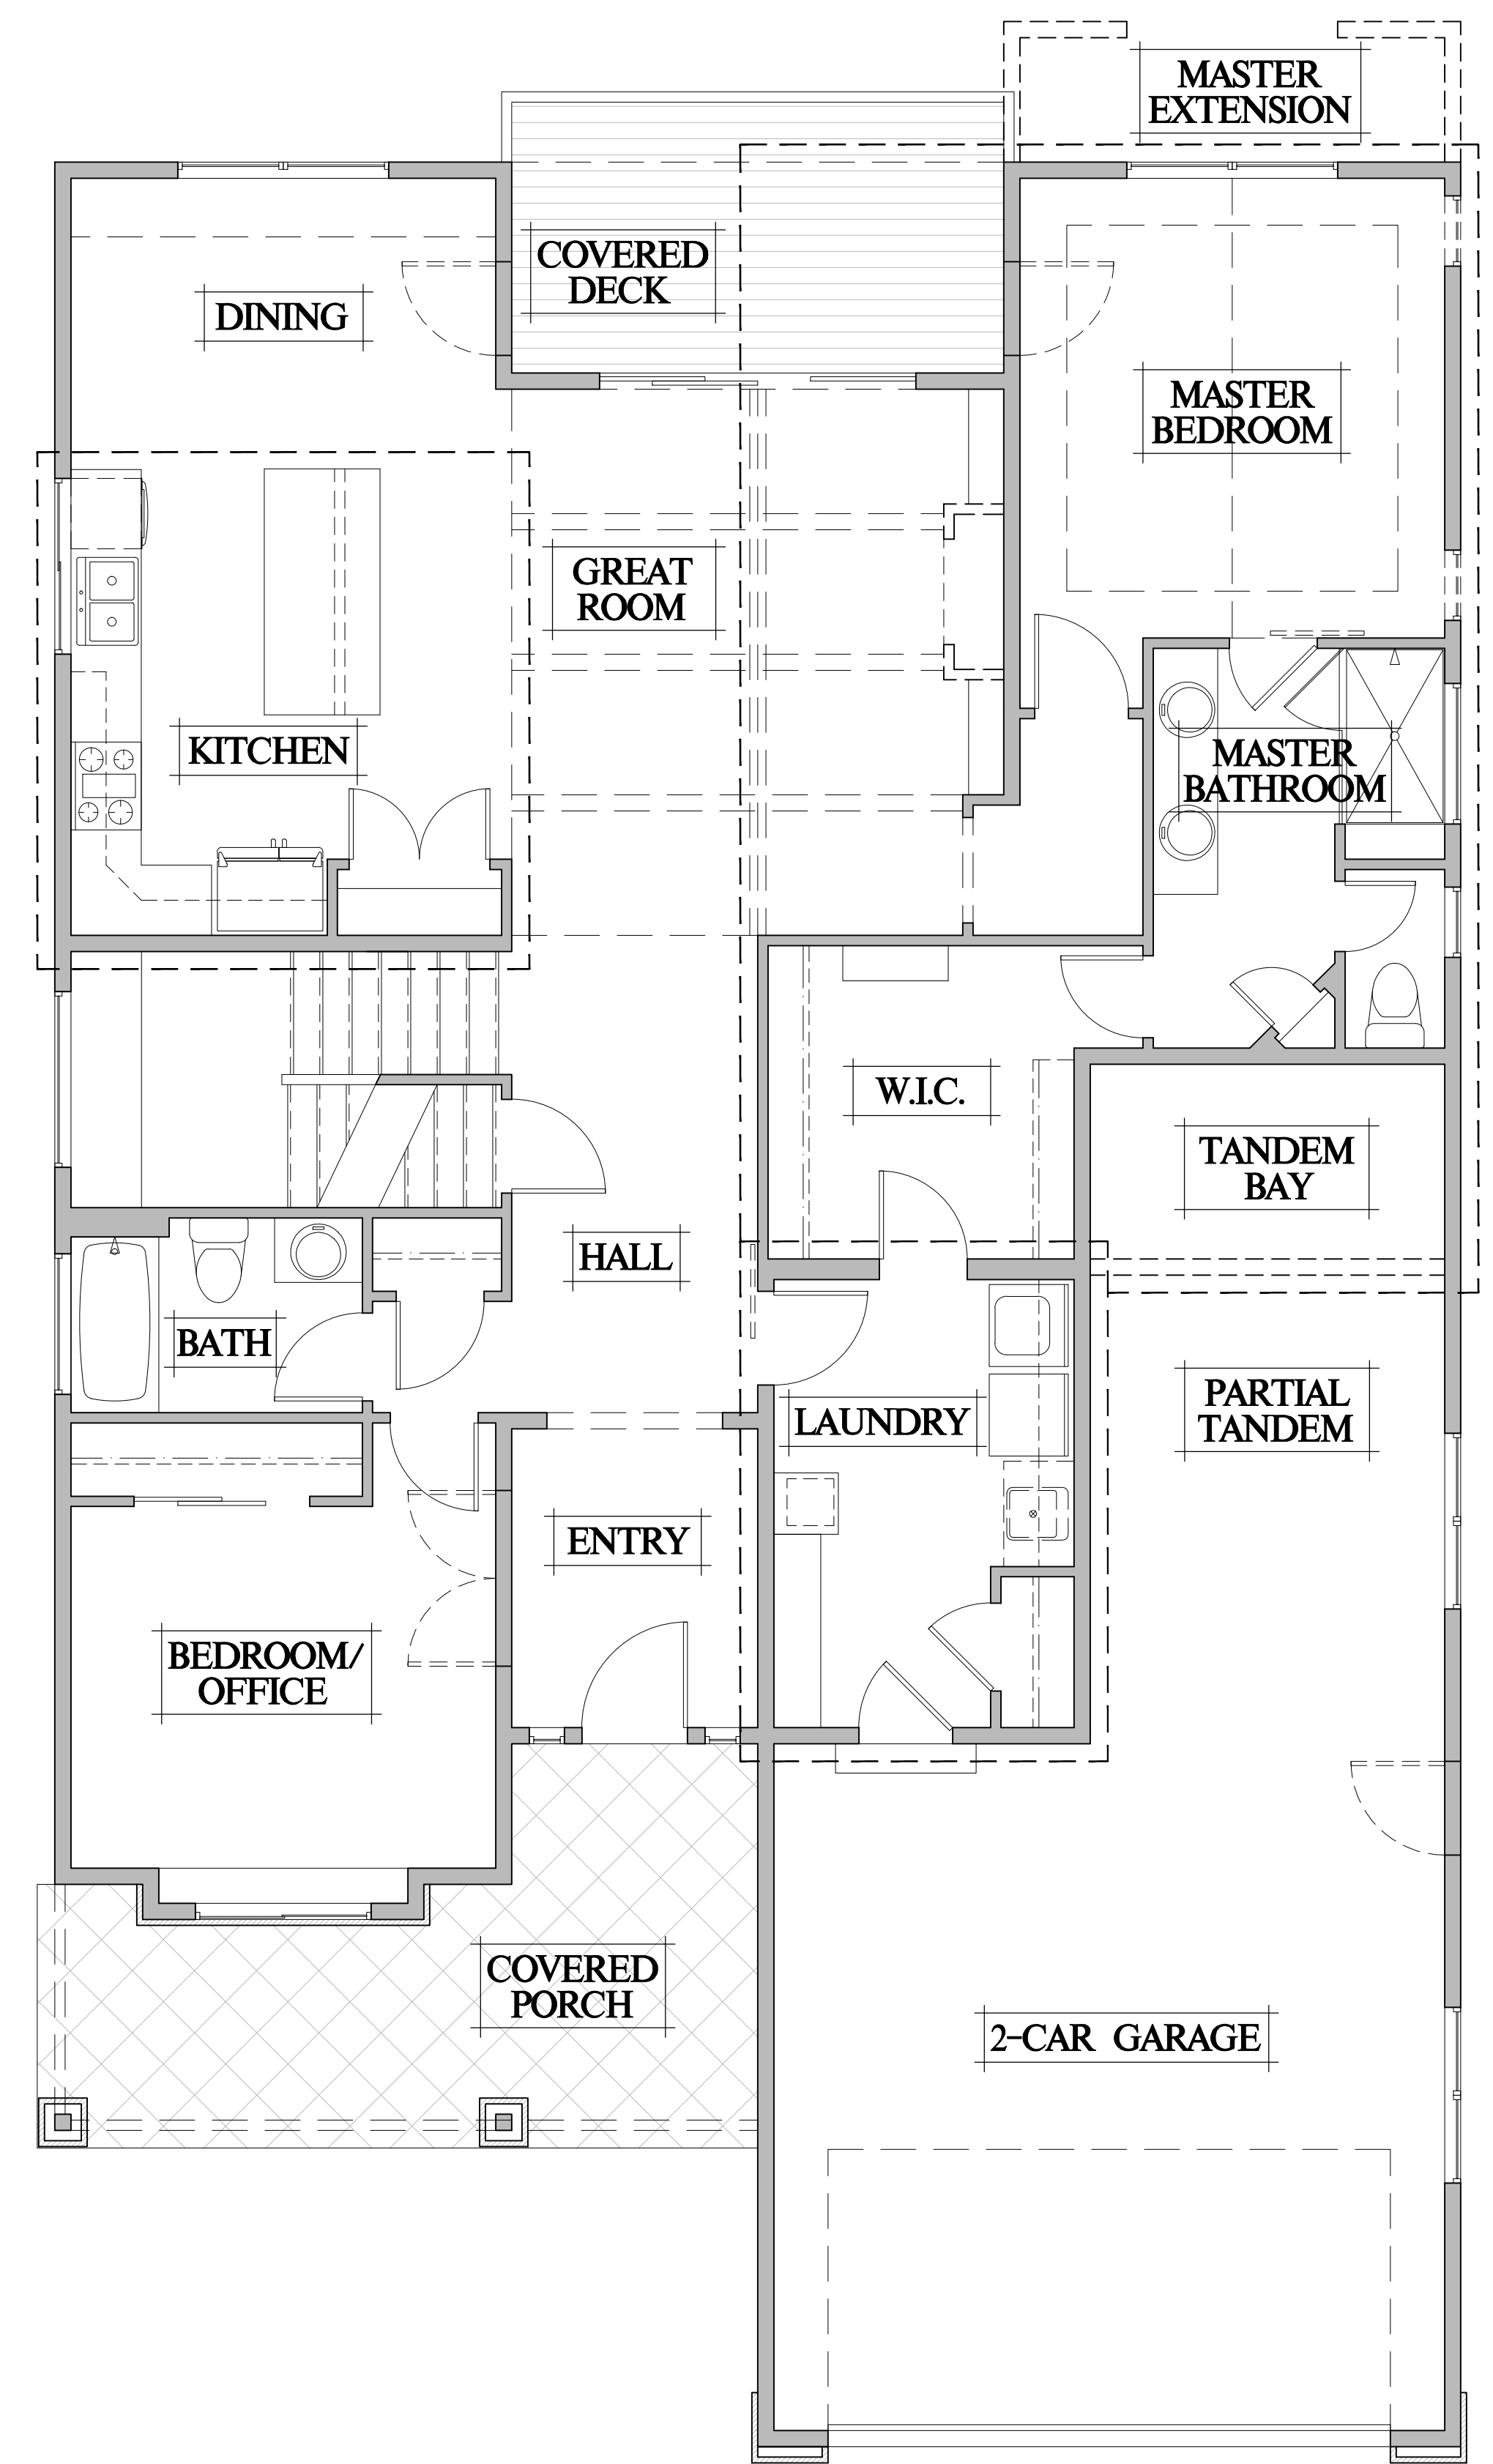 MASTER
EXTENSION
COVERED
DECK
DINING
MASTER
BEDROOM
GREAT
ROOM
KITCHEN
MASTER
BATHROOM
W.I.C.
TANDEM
BAY
HALL
BATH
PARTIAL
TANDEM
LAUNDRY
ENTRY
BEDROOM/
OFFICE
COVERED
PORCH
2-CAR GARAGE